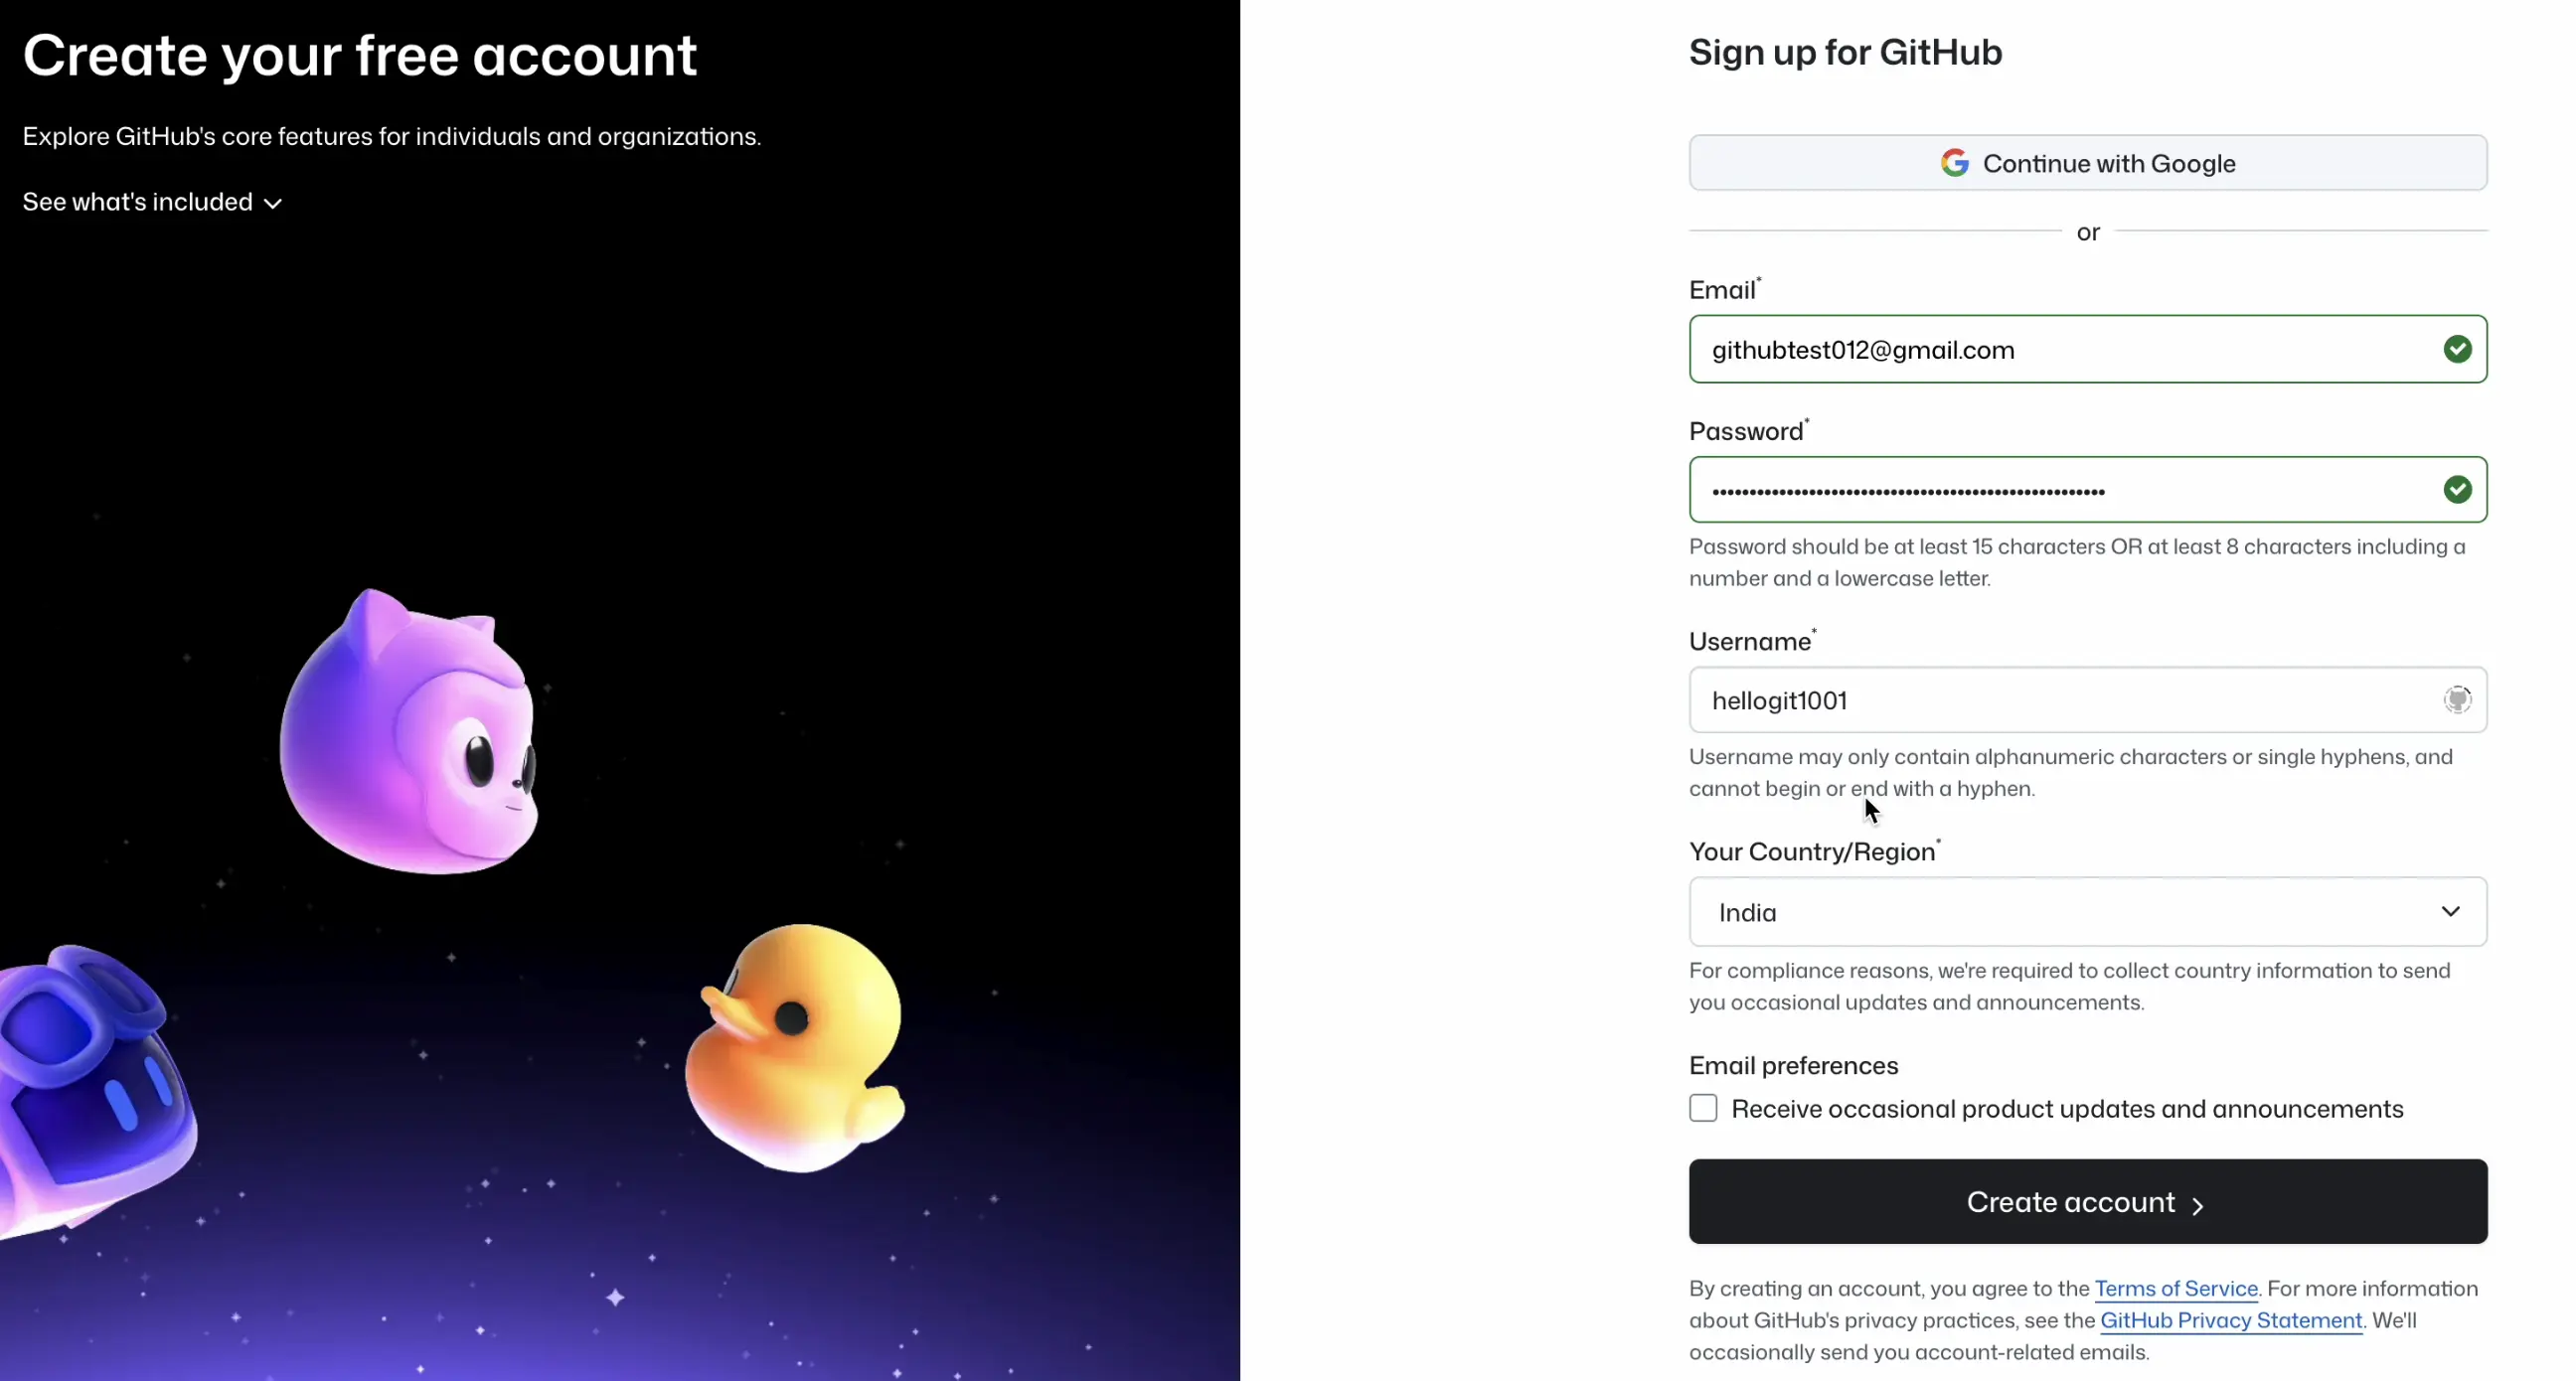 Create your free account
Explore GitHub's core features for individuals and organizations.
See what's included
Sign up for GitHub
Continue with Google
or
Email*
githubtest012@gmail.com
Password*
Password should be at least 15 characters OR at least 8 characters including a
number and a lowercase letter.
Username*
hellogit1001
Username may only contain alphanumeric characters or single hyphens, and
cannot begin or end with a hyphen.
Your Country/Region*
India
For compliance reasons, we're required to collect country information to send
you occasional updates and announcements.
Email preferences
Receive occasional product updates and announcements
Create account
By creating an account, you agree to the Terms of Service. For more information
about GitHub's privacy practices, see the GitHub Privacy Statement. We'll
occasionally send you account-related emails.